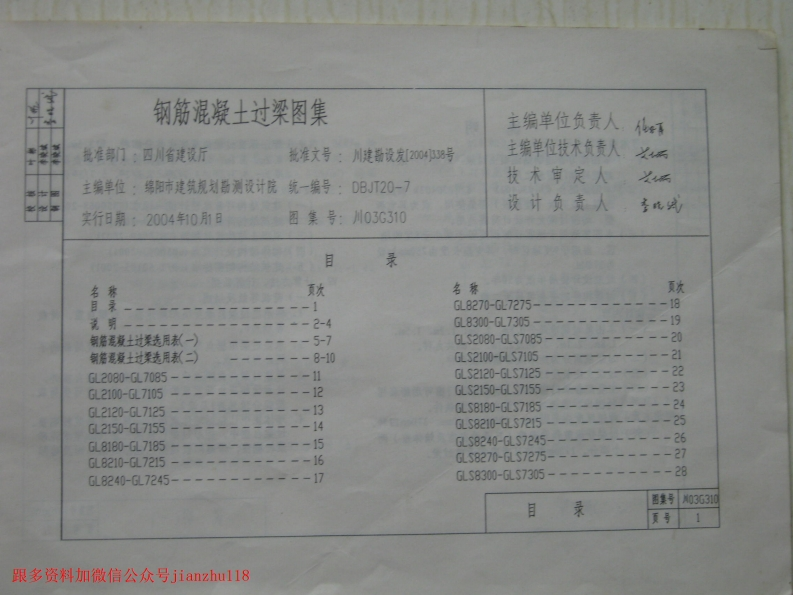 钢筋混凝土过梁图集
批准部门：四川省建设厅 批准文号：川建勘设发[2004]338号
主编单位：绵阳市建筑规划勘测设计院 统一编号：DBJT20-7
实行日期：2004年10月1日 图集号：川03G310
主编单位负责人
主编单位技术负责人
技术审定人
设计负责人
校核
设计
制图
目 录
名称 页次
目录 1
说明 2-4
钢筋混凝土过梁选用表(一) 5-7
钢筋混凝土过梁选用表(二) 8-10
GL2080-GL7085 11
GL2100-GL7105 12
GL2120-GL7125 13
GL2150-GL7155 14
GL8180-GL7185 15
GL8210-GL7215 16
GL8240-GL7245 17
名称 页次
GL8270-GL7275 18
GL8300-GL7305 19
GLS2080-GLS7085 20
GLS2100-GLS7105 21
GLS2120-GLS7125 22
GLS2150-GLS7155 23
GLS8180-GLS7185 24
GLS8210-GLS7215 25
GLS8240-GLS7245 26
GLS8270-GLS7275 27
GLS8300-GLS7305 28
目 录
图集号 川03G310
页号 1
跟多资料加微信公众号jianzhu118